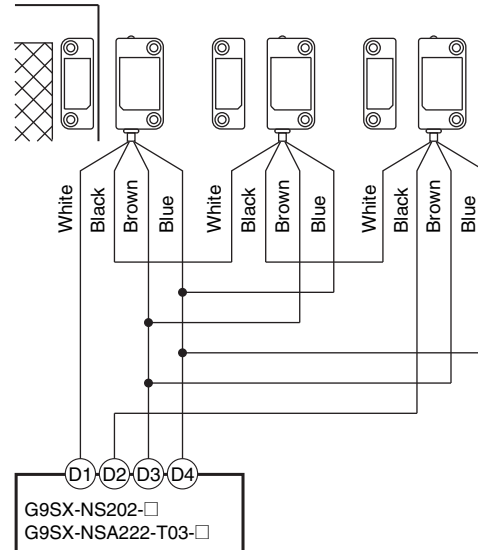 White
Black
Brown
Blue
White
Black
Brown
Blue
White
Black
Brown
Blue
D1 D2 D3 D4
G9SX-NS202-□
G9SX-NSA222-T03-□